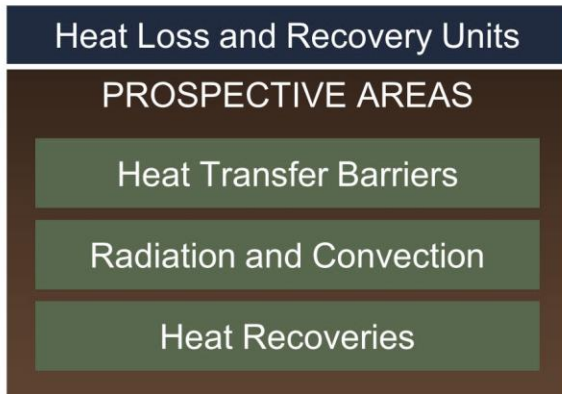 Heat Loss and Recovery Units
PROSPECTIVE AREAS
Heat Transfer Barriers
Radiation and Convection
Heat Recoveries